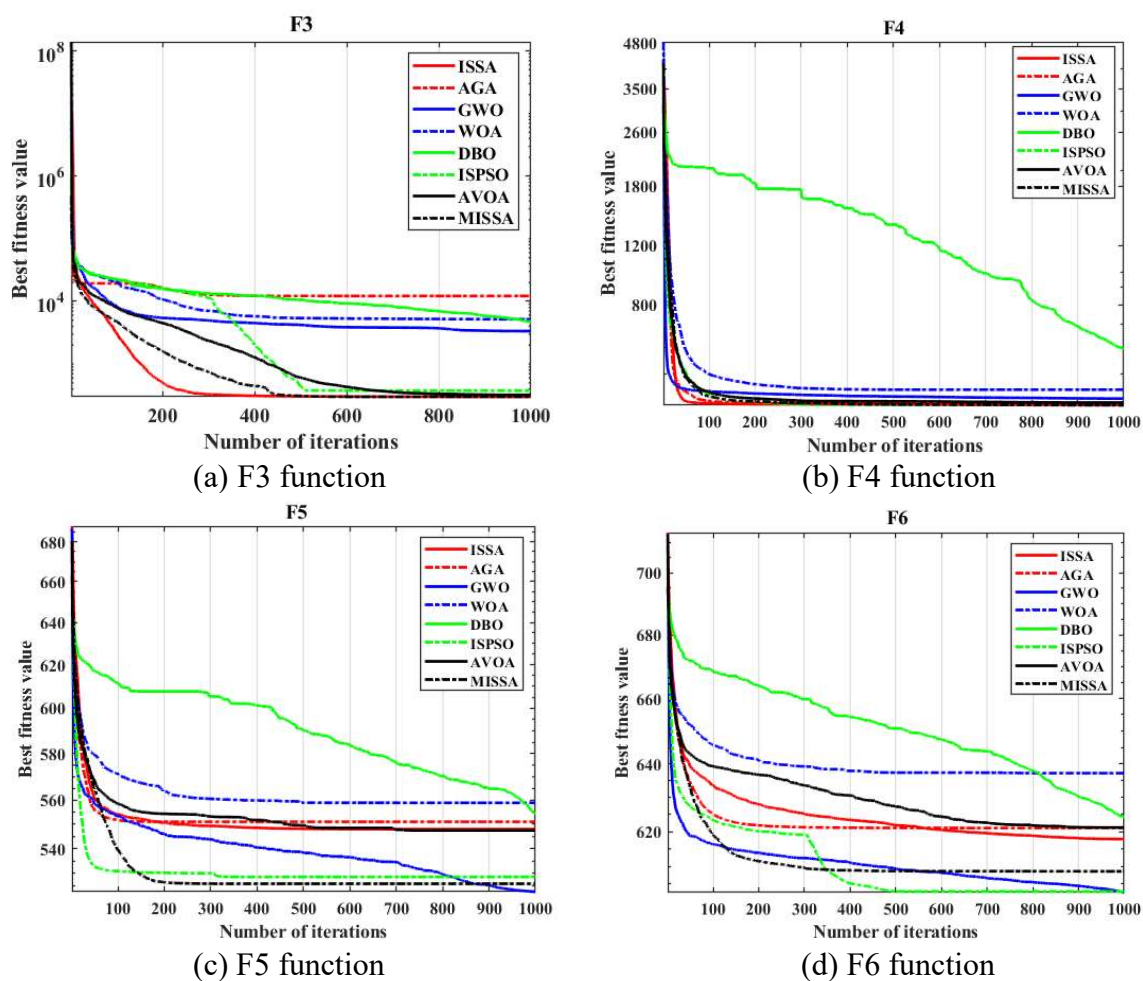 F3
Best fitness value
10^8
10^6
10^4
ISSA
AGA
GWO
WOA
DBO
ISPSO
AVOA
MISSA
200 400 600 800 1000
Number of iterations
(a) F3 function
F4
Best fitness value
4800
3500
2600
1800
1200
800
ISSA
AGA
GWO
WOA
DBO
ISPSO
AVOA
MISSA
100 200 300 400 500 600 700 800 900 1000
Number of iterations
(b) F4 function
F5
Best fitness value
680
660
640
620
600
580
560
540
ISSA
AGA
GWO
WOA
DBO
ISPSO
AVOA
MISSA
100 200 300 400 500 600 700 800 900 1000
Number of iterations
(c) F5 function
F6
Best fitness value
700
680
660
640
620
ISSA
AGA
GWO
WOA
DBO
ISPSO
AVOA
MISSA
100 200 300 400 500 600 700 800 900 1000
Number of iterations
(d) F6 function